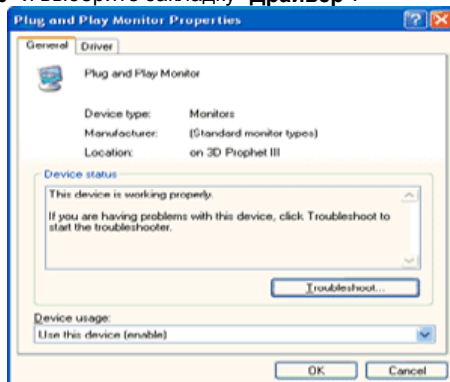 и выберите закладку "Драйвер".
Plug and Play Monitor Properties
General Driver
Plug and Play Monitor
Device type: Monitors
Manufacturer: (Standard monitor types)
Location: on 3D Prophet III
Device status
This device is working properly.
If you are having problems with this device, click Troubleshoot to
start the troubleshooter.
Troubleshoot...
Device usage:
Use this device (enable)
OK Cancel